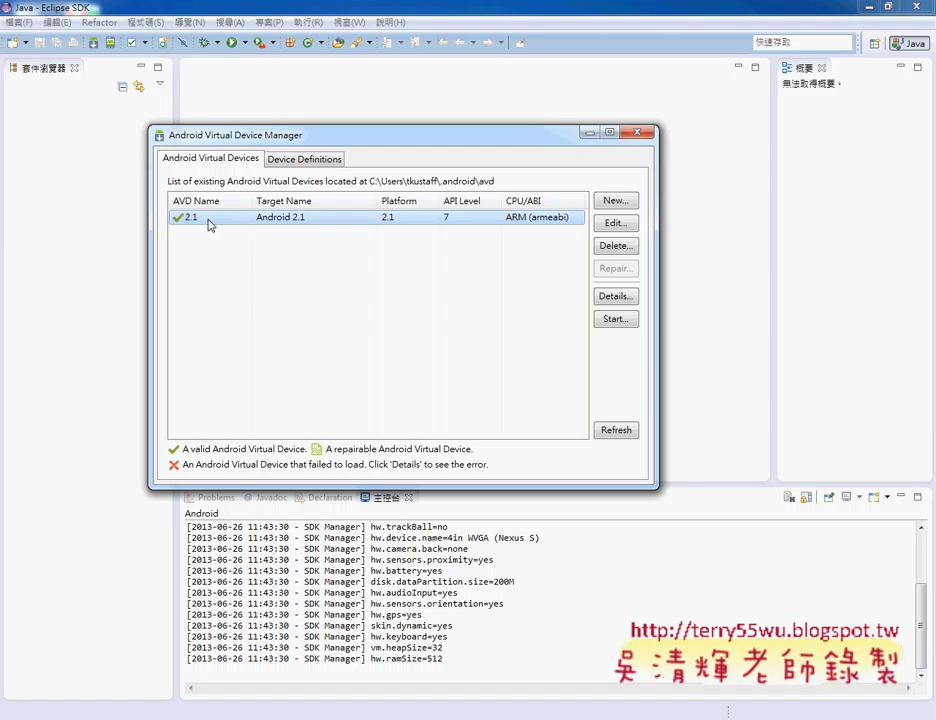 Java - Eclipse SDK
檔案(F) 編輯(E) Refactor 程式碼(S) 導覽(N) 搜尋(A) 專案(P) 執行(R) 視窗(W) 說明(H)
快速存取
Java
套件瀏覽器
概要
無法取得概要。
Android Virtual Device Manager
Android Virtual Devices Device Definitions
List of existing Android Virtual Devices located at C:\Users\tkustaff\.android\avd
AVD Name Target Name Platform API Level CPU/ABI
2.1 Android 2.1 2.1 7 ARM (armeabi)
New...
Edit...
Delete...
Repair...
Details...
Start...
Refresh
A valid Android Virtual Device. A repairable Android Virtual Device.
An Android Virtual Device that failed to load. Click 'Details' to see the error.
Problems Javadoc Declaration 主控台
Android
[2013-06-26 11:43:30 - SDK Manager] hw.trackBall=no
[2013-06-26 11:43:30 - SDK Manager] hw.device.name=4in WVGA (Nexus S)
[2013-06-26 11:43:30 - SDK Manager] hw.camera.back=none
[2013-06-26 11:43:30 - SDK Manager] hw.sensors.proximity=yes
[2013-06-26 11:43:30 - SDK Manager] hw.battery=yes
[2013-06-26 11:43:30 - SDK Manager] disk.dataPartition.size=200M
[2013-06-26 11:43:30 - SDK Manager] hw.audioInput=yes
[2013-06-26 11:43:30 - SDK Manager] hw.sensors.orientation=yes
[2013-06-26 11:43:30 - SDK Manager] hw.gps=yes
[2013-06-26 11:43:30 - SDK Manager] skin.dynamic=yes
[2013-06-26 11:43:30 - SDK Manager] hw.keyboard=yes
[2013-06-26 11:43:30 - SDK Manager] vm.heapSize=32
[2013-06-26 11:43:30 - SDK Manager] hw.ramSize=512
http://terry55wu.blogspot.tw
吳清輝老師錄製